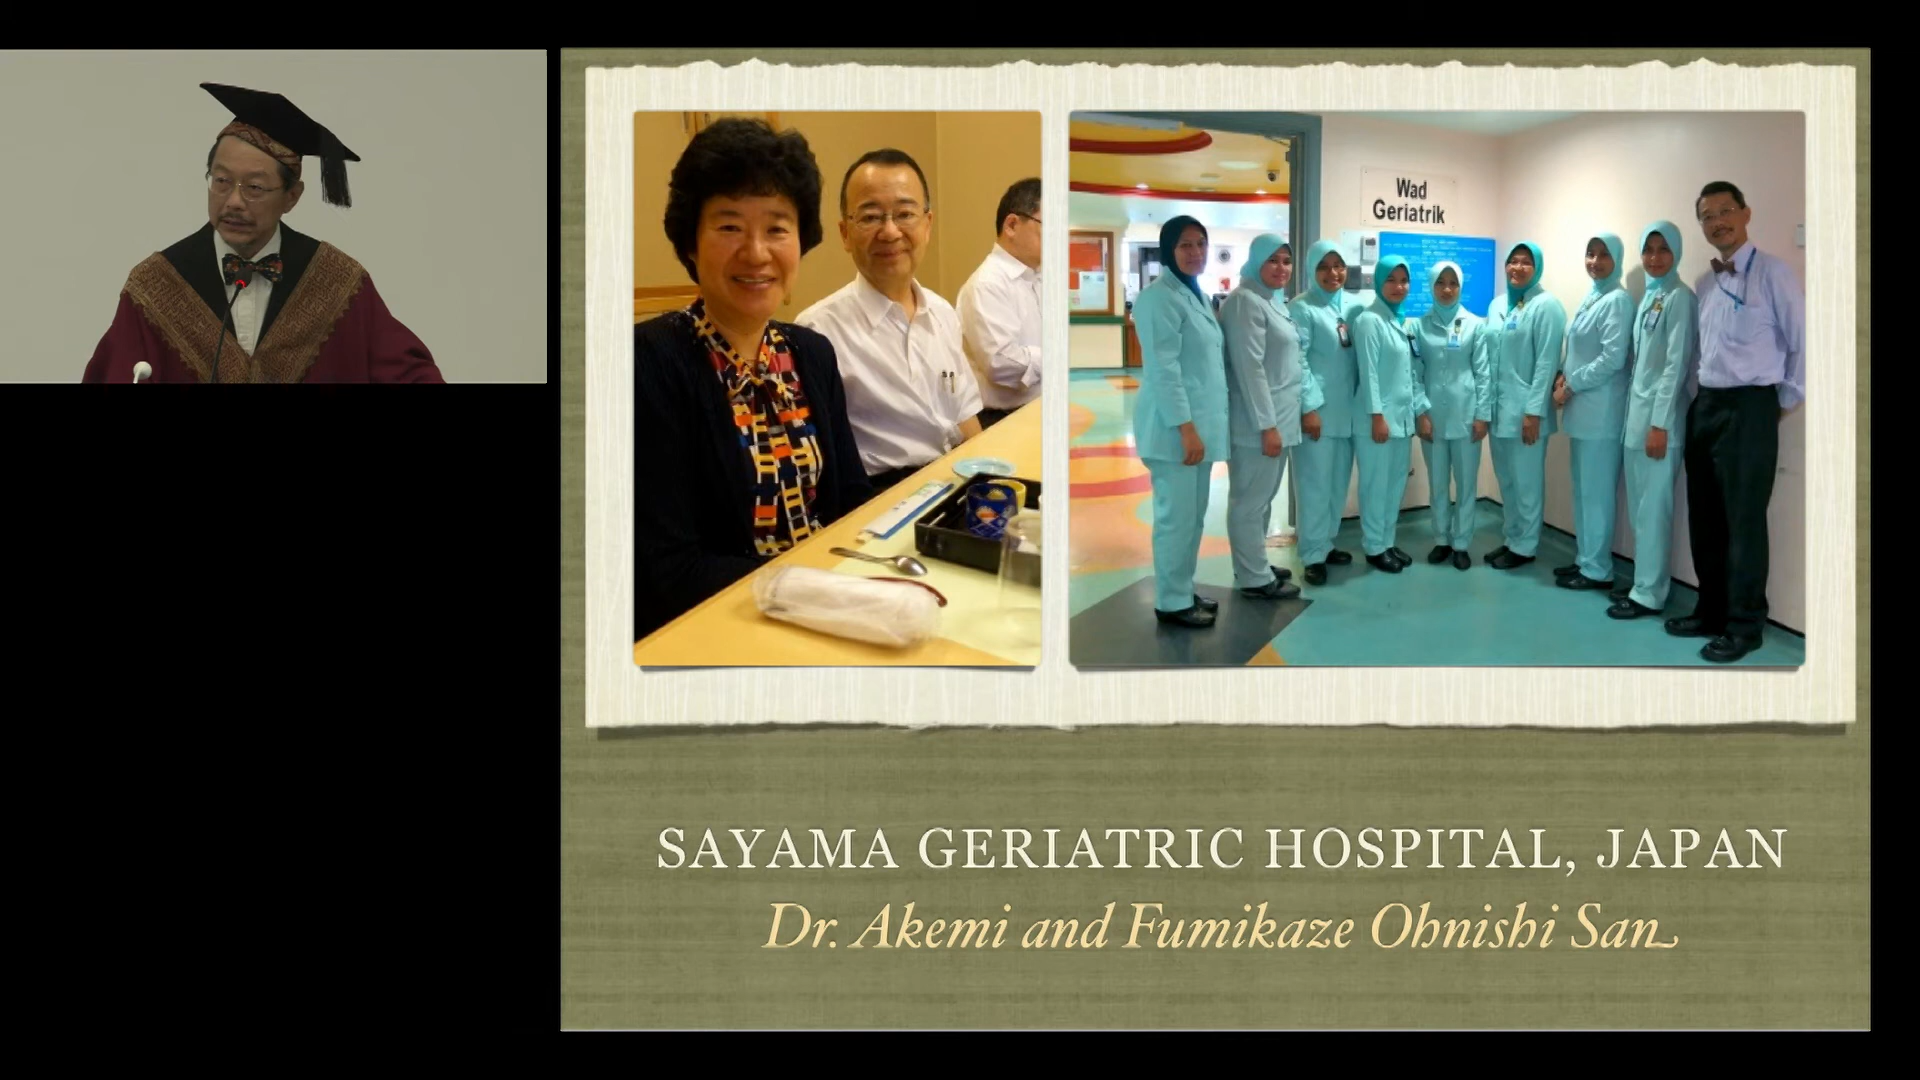 Wad
Geriatrik
SAYAMA GERIATRIC HOSPITAL, JAPAN
Dr. Akemi and Fumikaze Ohnishi San